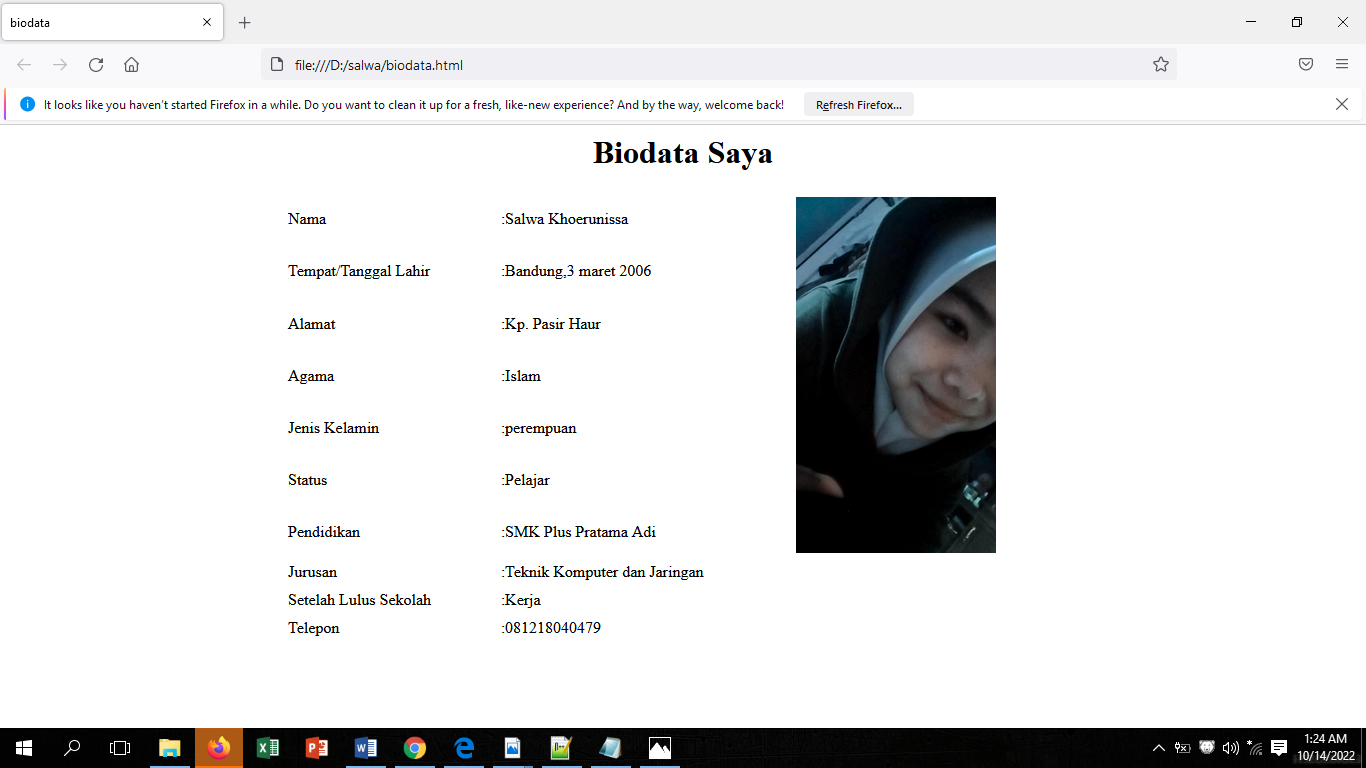 biodata
file:///D:/salwa/biodata.html
It looks like you haven't started Firefox in a while. Do you want to clean it up for a fresh, like-new experience? And by the way, welcome back! Refresh Firefox...
Biodata Saya
Nama :Salwa Khoerunissa
Tempat/Tanggal Lahir :Bandung,3 maret 2006
Alamat :Kp. Pasir Haur
Agama :Islam
Jenis Kelamin :perempuan
Status :Pelajar
Pendidikan :SMK Plus Pratama Adi
Jurusan :Teknik Komputer dan Jaringan
Setelah Lulus Sekolah :Kerja
Telepon :081218040479
1:24 AM
10/14/2022